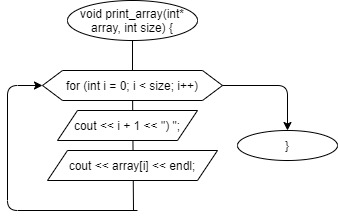 void print_array(int*
array, int size) {
for (int i = 0; i < size; i++)
cout << i + 1 << ") ";
cout << array[i] << endl;
}